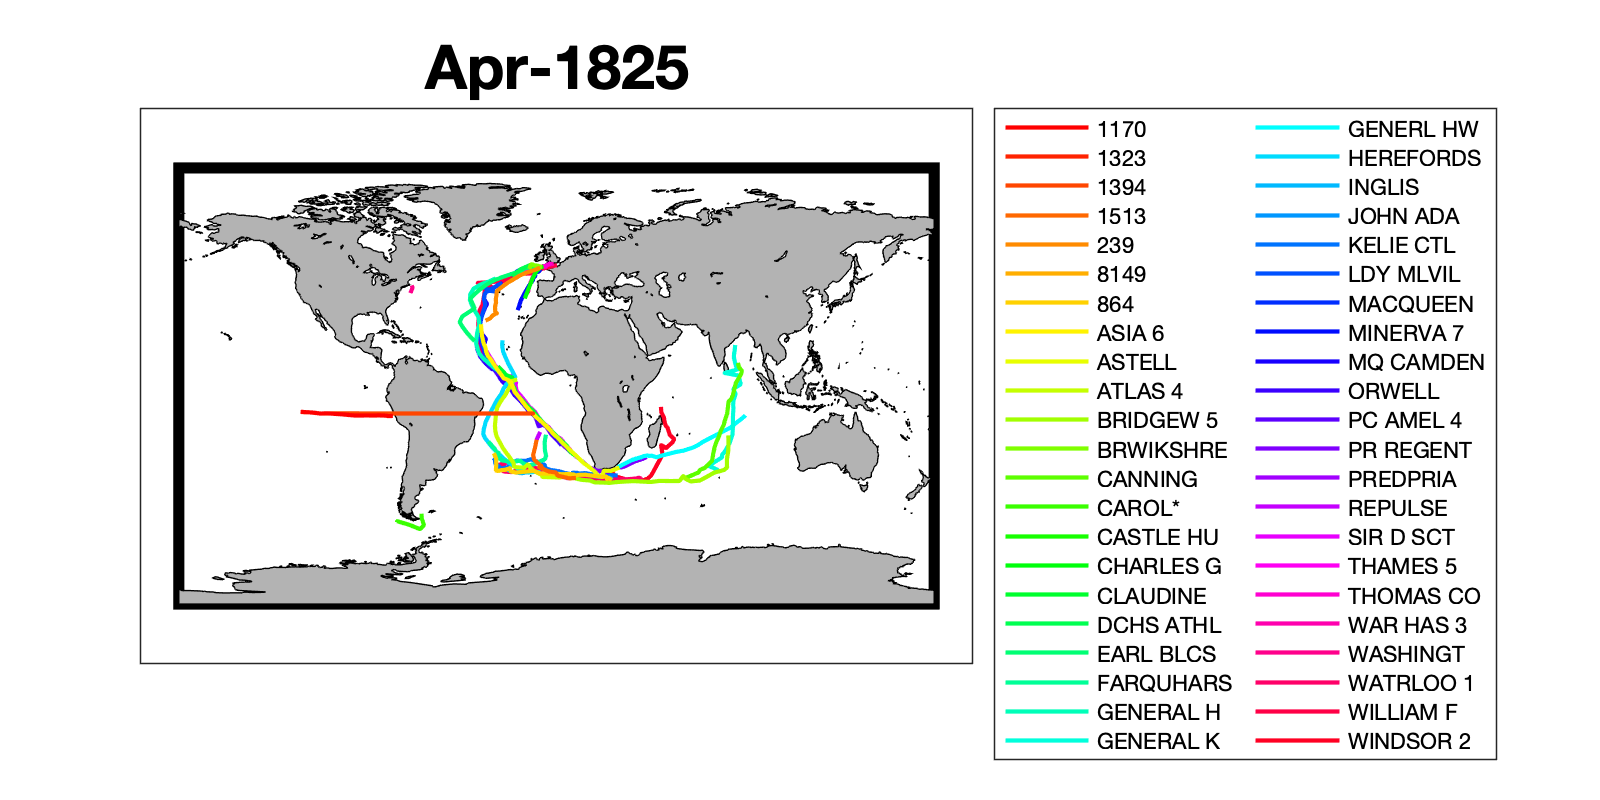 Apr-1825
1170
1323
1394
1513
239
8149
864
ASIA 6
ASTELL
ATLAS 4
BRIDGEW 5
BRWIKSHRE
CANNING
CAROL*
CASTLE HU
CHARLES G
CLAUDINE
DCHS ATHL
EARL BLCS
FARQUHARS
GENERAL H
GENERAL K
GENERL HW
HEREFORDS
INGLIS
JOHN ADA
KELIE CTL
LDY MLVIL
MACQUEEN
MINERVA 7
MQ CAMDEN
ORWELL
PC AMEL 4
PR REGENT
PREDPRIA
REPULSE
SIR D SCT
THAMES 5
THOMAS CO
WAR HAS 3
WASHINGT
WATRLOO 1
WILLIAM F
WINDSOR 2